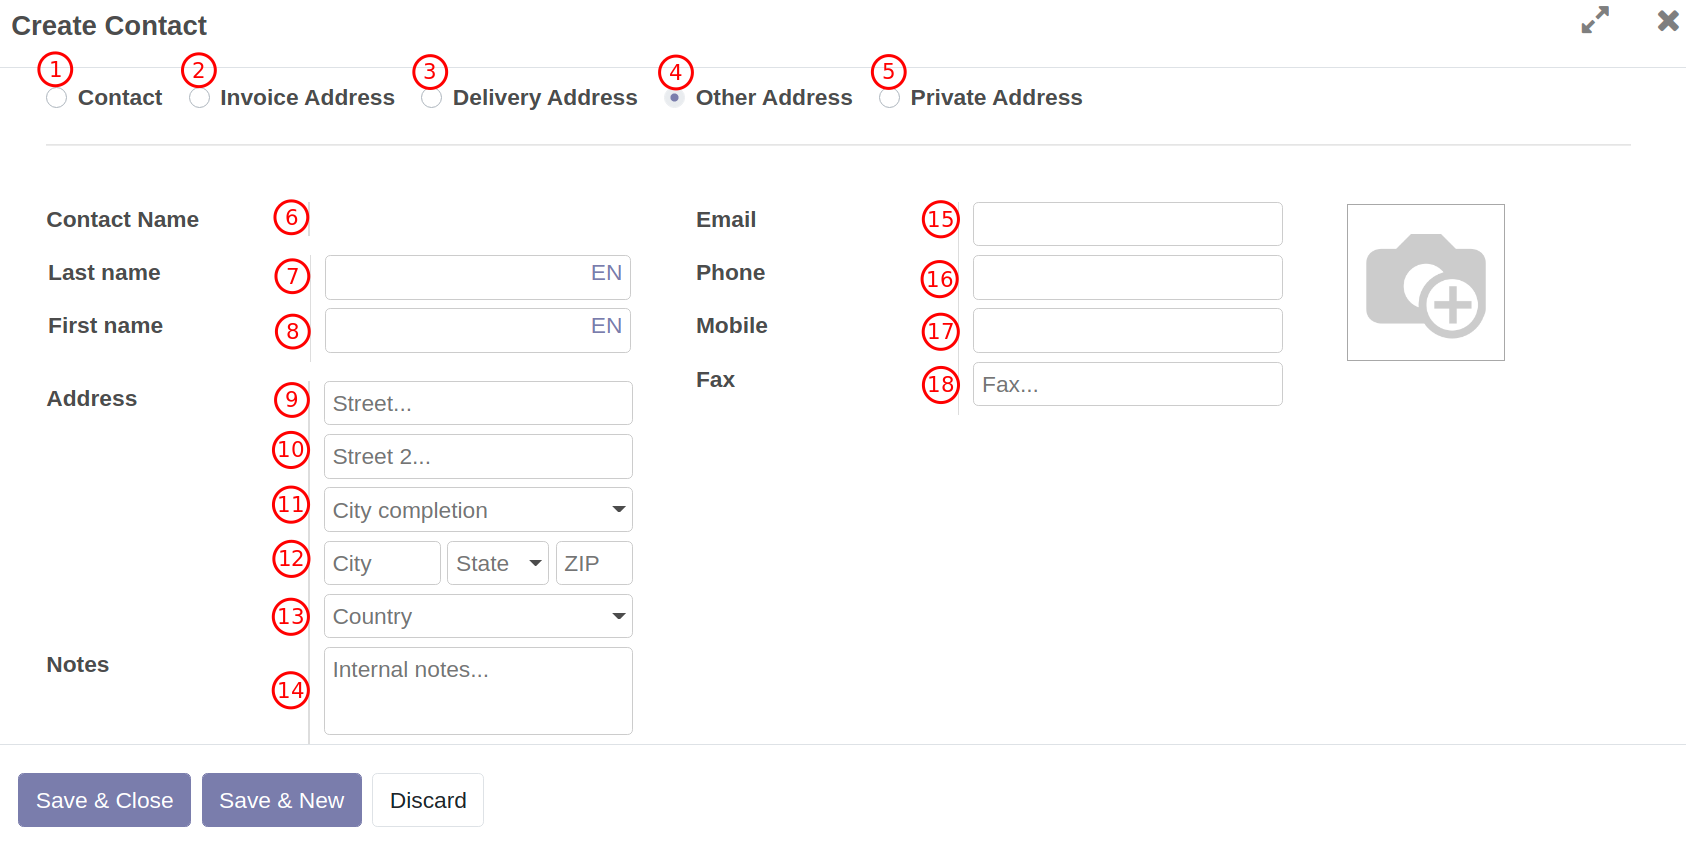 Create Contact
1 2 3 4 5
Contact Invoice Address Delivery Address Other Address Private Address
Contact Name 6
Last name 7 EN
First name 8 EN
Address 9 Street...
10 Street 2...
11 City completion
12 City State ZIP
13 Country
Notes 14 Internal notes...
Email 15
Phone 16
Mobile 17
Fax 18 Fax...
Save & Close Save & New Discard